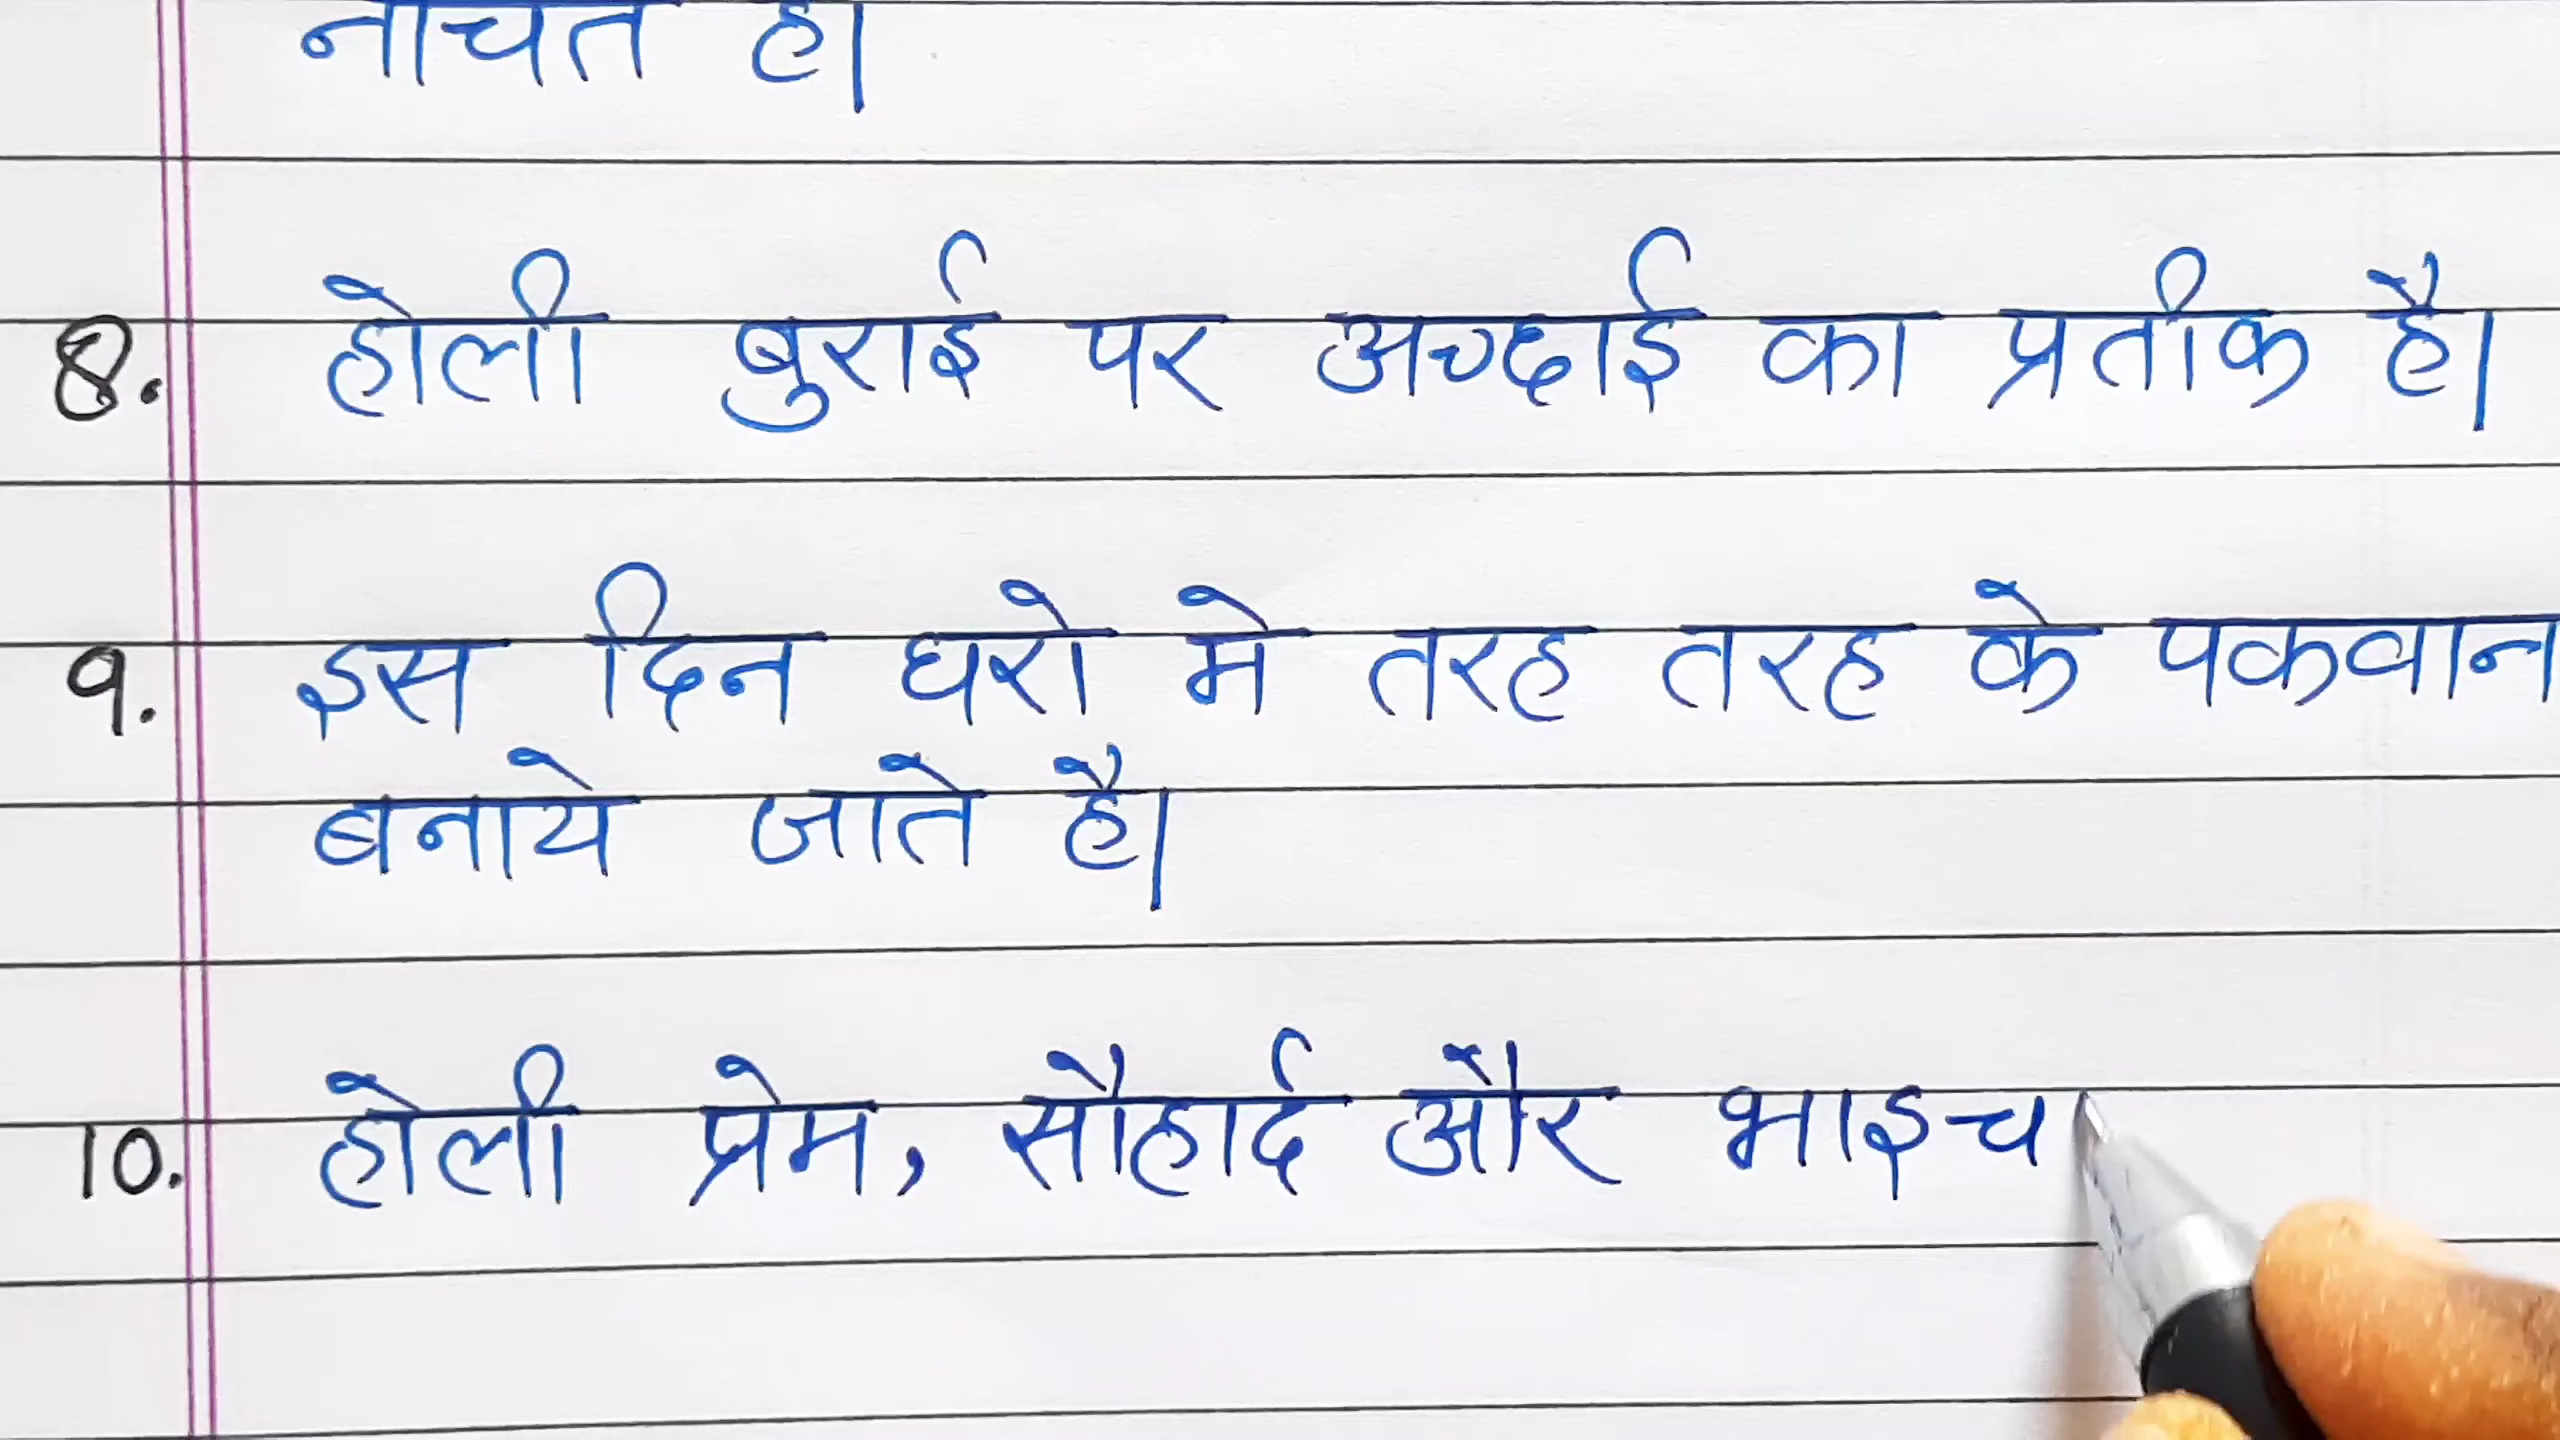 नाचते है।
8. होली बुराई पर अच्छाई का प्रतीक है।
9. इस दिन घरो मे तरह तरह के पकवान
बनाये जाते है।
10. होली प्रेम, सौहार्द और भाइच